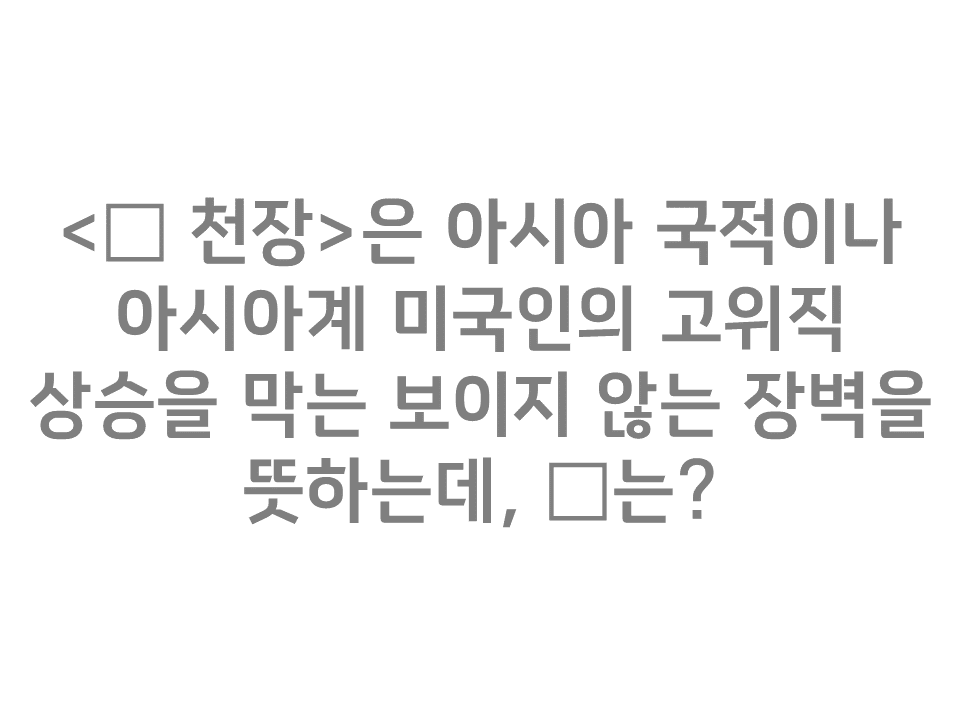 <□ 천장>은 아시아 국적이나
아시아계 미국인의 고위직
상승을 막는 보이지 않는 장벽을
뜻하는데, □는?